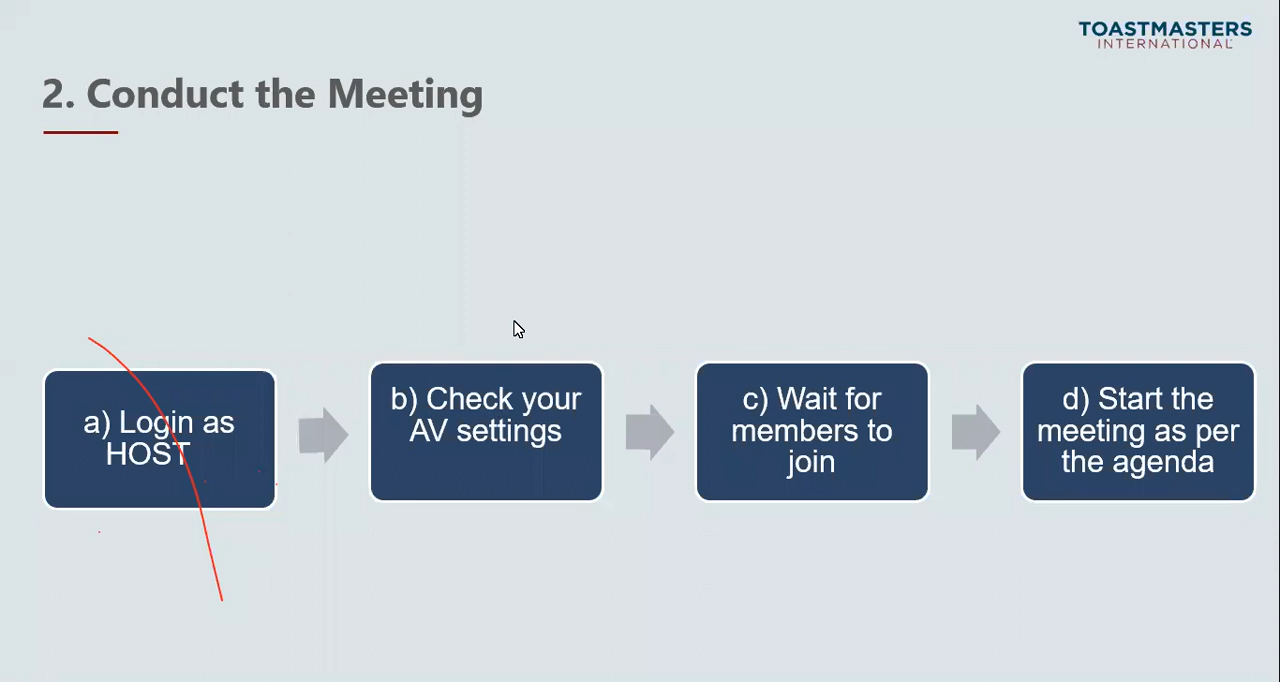 TOASTMASTERS
INTERNATIONAL
2. Conduct the Meeting
a) Login as
HOST
b) Check your
AV settings
c) Wait for
members to
join
d) Start the
meeting as per
the agenda